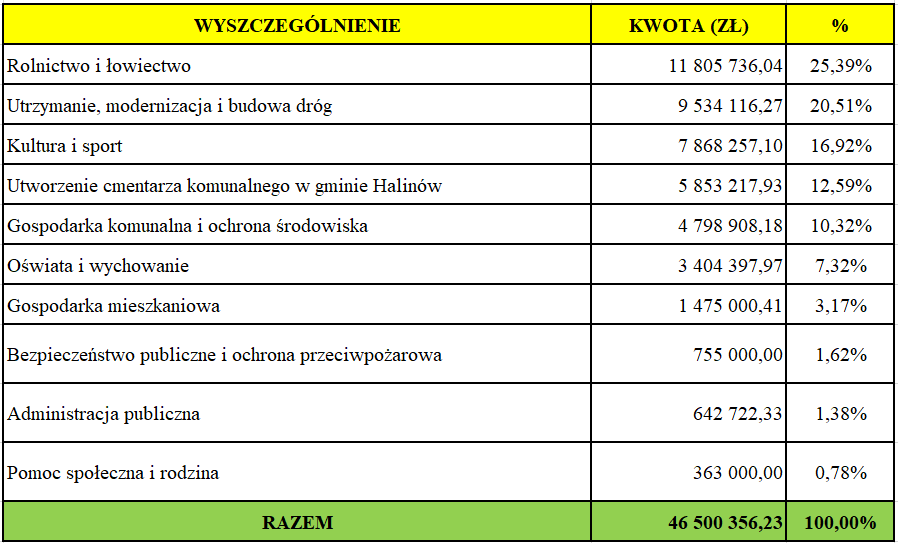 WYSZCZEGÓLNIENIE KWOTA (ZŁ) %
Rolnictwo i łowiectwo 11 805 736,04 25,39%
Utrzymanie, modernizacja i budowa dróg 9 534 116,27 20,51%
Kultura i sport 7 868 257,10 16,92%
Utworzenie cmentarza komunalnego w gminie Halinów 5 853 217,93 12,59%
Gospodarka komunalna i ochrona środowiska 4 798 908,18 10,32%
Oświata i wychowanie 3 404 397,97 7,32%
Gospodarka mieszkaniowa 1 475 000,41 3,17%
Bezpieczeństwo publiczne i ochrona przeciwpożarowa 755 000,00 1,62%
Administracja publiczna 642 722,33 1,38%
Pomoc społeczna i rodzina 363 000,00 0,78%
RAZEM 46 500 356,23 100,00%